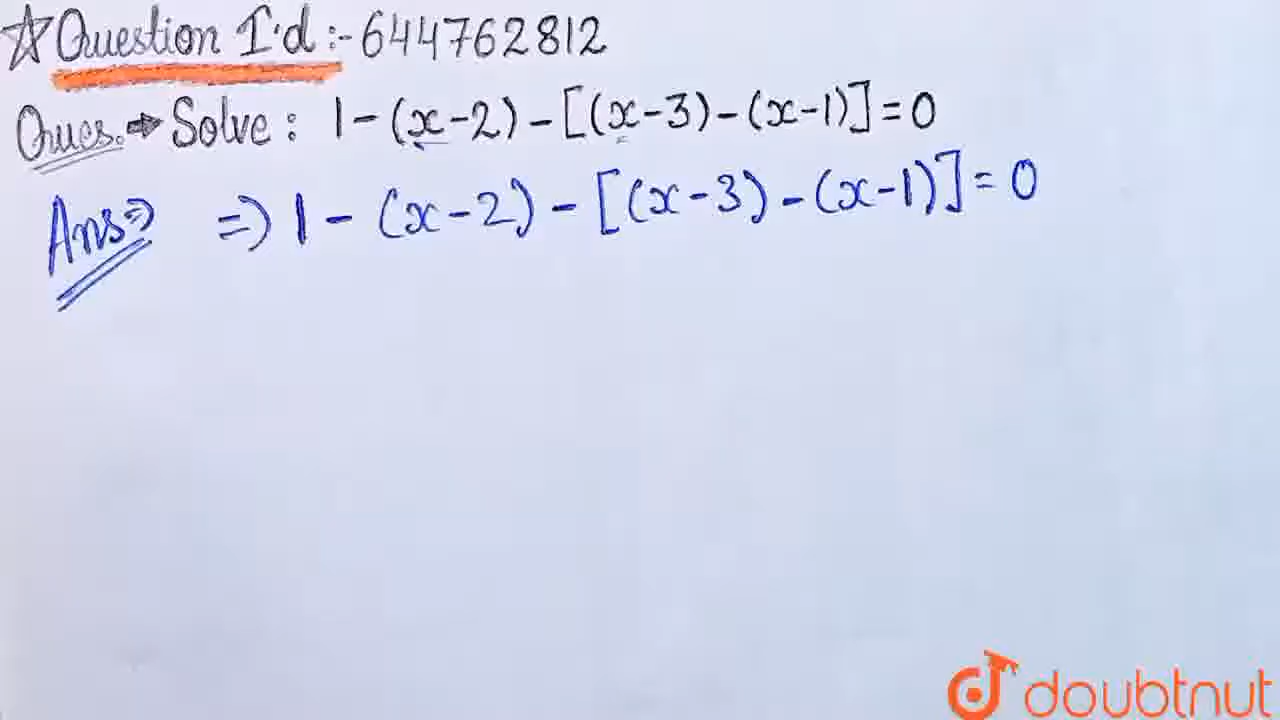 ☆Question I.d :- 644762812
Ques. ➩ Solve : 1 - (x-2) - [(x-3) - (x-1)] = 0
Ans ⇒ ⇒) 1 - (x-2) - [(x-3) - (x-1)] = 0
doubtnut